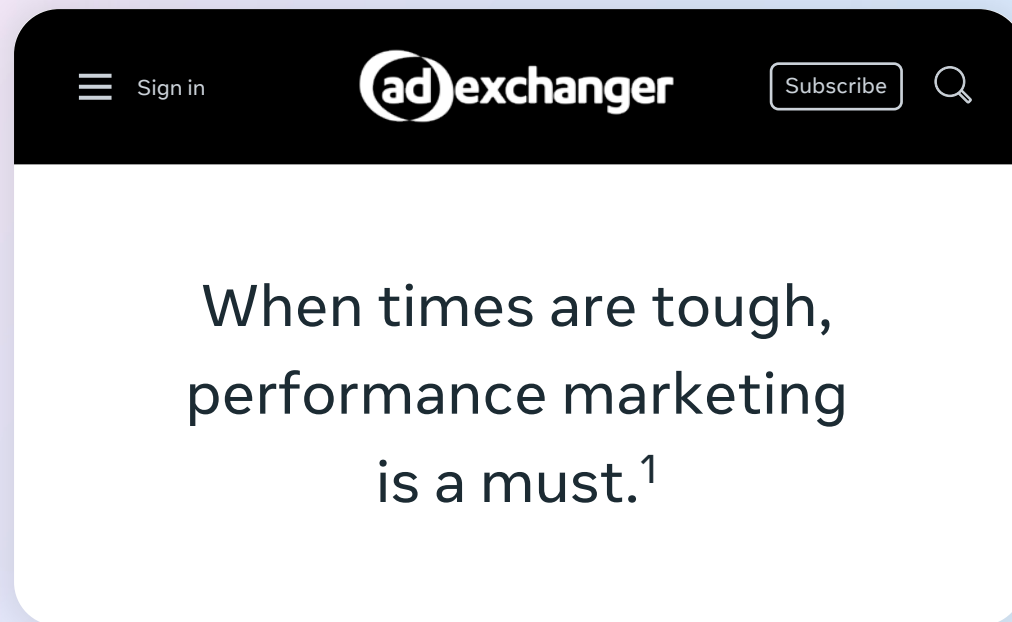 Sign in
adexchanger
Subscribe
When times are tough,
performance marketing
is a must.¹